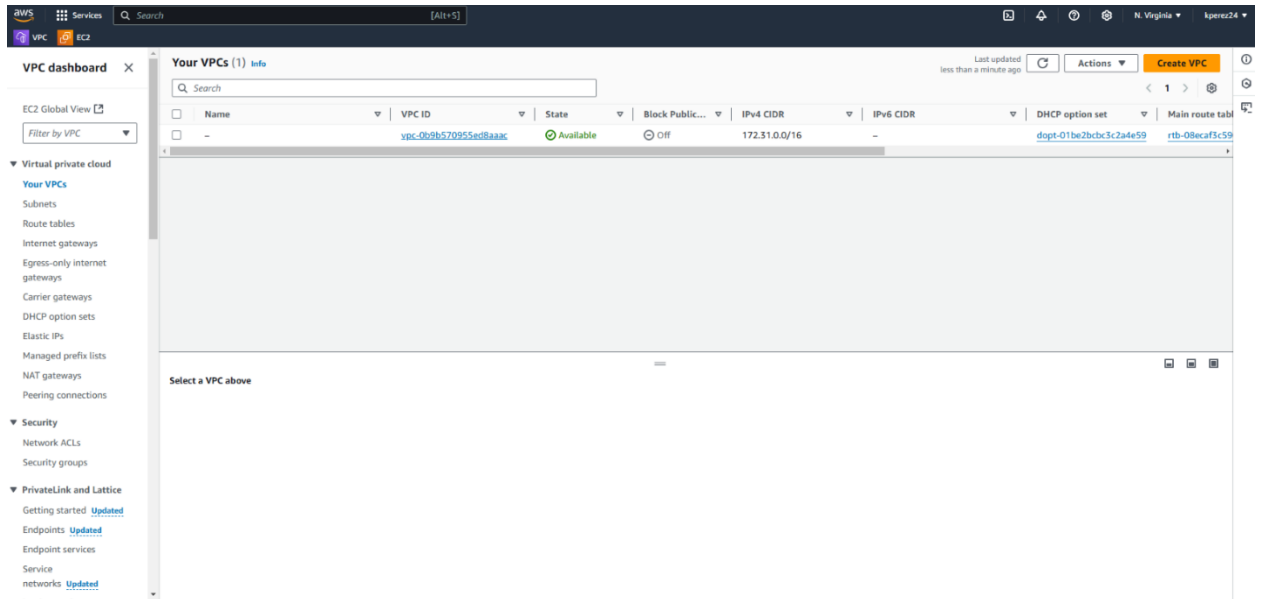 aws Services Search [Alt+S] N. Virginia kperez24
VPC EC2
VPC dashboard
EC2 Global View
Filter by VPC
Virtual private cloud
Your VPCs
Subnets
Route tables
Internet gateways
Egress-only internet
gateways
Carrier gateways
DHCP option sets
Elastic IPs
Managed prefix lists
NAT gateways
Peering connections
Security
Network ACLs
Security groups
PrivateLink and Lattice
Getting started Updated
Endpoints Updated
Endpoint services
Service
networks Updated
Your VPCs (1) Info
Last updated
less than a minute ago
Actions
Create VPC
Search
1
Name VPC ID State Block Public... IPv4 CIDR IPv6 CIDR DHCP option set Main route tabl
– vpc-0b9b570955ed8aaac Available Off 172.31.0.0/16 – dopt-01be2bcbc3c2a4e59 rtb-08ecaf3c59
Select a VPC above